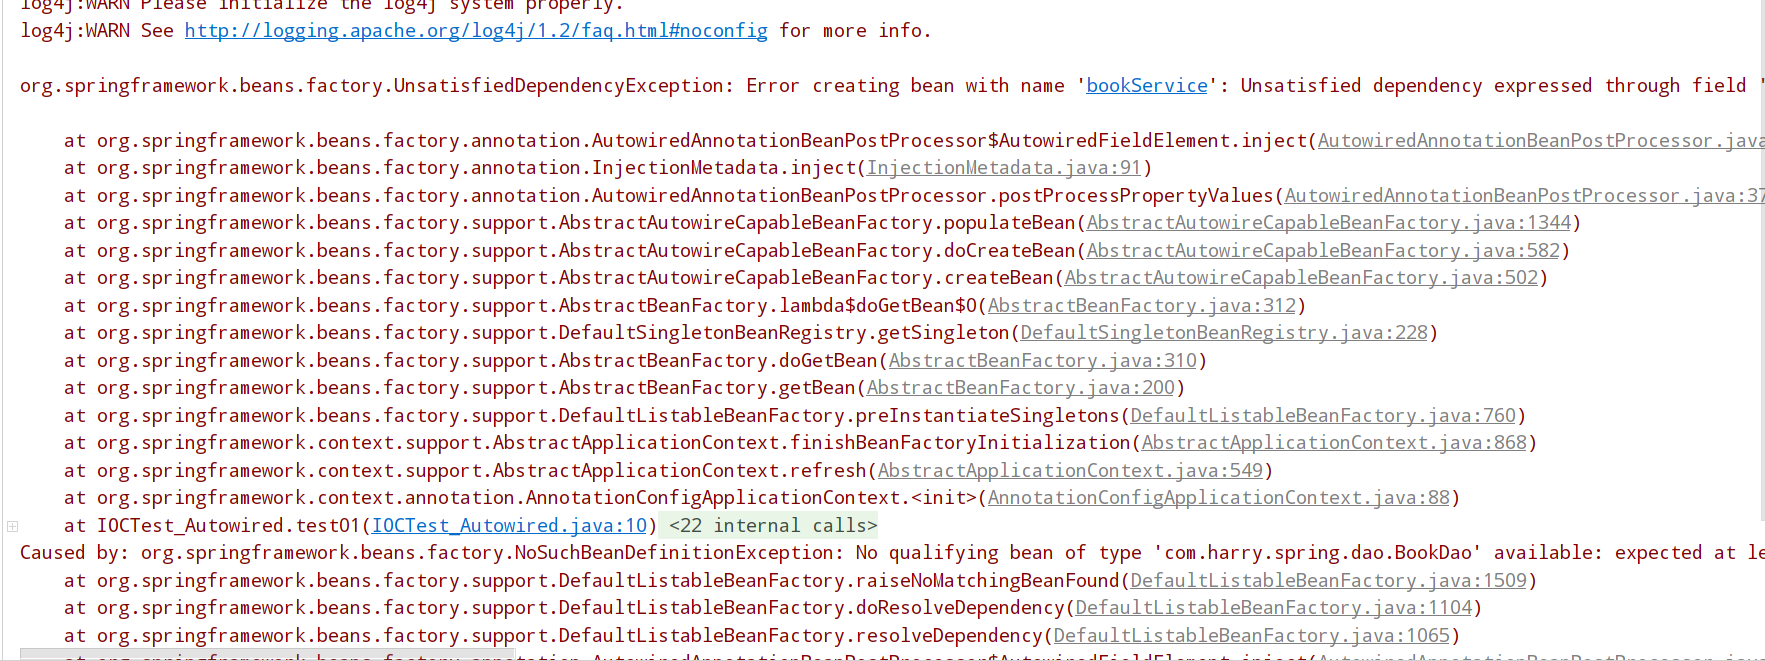 log4j:WARN Please initialize the log4j system properly.
log4j:WARN See http://logging.apache.org/log4j/1.2/faq.html#noconfig for more info.
org.springframework.beans.factory.UnsatisfiedDependencyException: Error creating bean with name 'bookService': Unsatisfied dependency expressed through field '
at org.springframework.beans.factory.annotation.AutowiredAnnotationBeanPostProcessor$AutowiredFieldElement.inject(AutowiredAnnotationBeanPostProcessor.java
at org.springframework.beans.factory.annotation.InjectionMetadata.inject(InjectionMetadata.java:91)
at org.springframework.beans.factory.annotation.AutowiredAnnotationBeanPostProcessor.postProcessPropertyValues(AutowiredAnnotationBeanPostProcessor.java:37
at org.springframework.beans.factory.support.AbstractAutowireCapableBeanFactory.populateBean(AbstractAutowireCapableBeanFactory.java:1344)
at org.springframework.beans.factory.support.AbstractAutowireCapableBeanFactory.doCreateBean(AbstractAutowireCapableBeanFactory.java:582)
at org.springframework.beans.factory.support.AbstractAutowireCapableBeanFactory.createBean(AbstractAutowireCapableBeanFactory.java:502)
at org.springframework.beans.factory.support.AbstractBeanFactory.lambda$doGetBean$0(AbstractBeanFactory.java:312)
at org.springframework.beans.factory.support.DefaultSingletonBeanRegistry.getSingleton(DefaultSingletonBeanRegistry.java:228)
at org.springframework.beans.factory.support.AbstractBeanFactory.doGetBean(AbstractBeanFactory.java:310)
at org.springframework.beans.factory.support.AbstractBeanFactory.getBean(AbstractBeanFactory.java:200)
at org.springframework.beans.factory.support.DefaultListableBeanFactory.preInstantiateSingletons(DefaultListableBeanFactory.java:760)
at org.springframework.context.support.AbstractApplicationContext.finishBeanFactoryInitialization(AbstractApplicationContext.java:868)
at org.springframework.context.support.AbstractApplicationContext.refresh(AbstractApplicationContext.java:549)
at org.springframework.context.annotation.AnnotationConfigApplicationContext.<init>(AnnotationConfigApplicationContext.java:88)
at IOCTest_Autowired.test01(IOCTest_Autowired.java:10) <22 internal calls>
Caused by: org.springframework.beans.factory.NoSuchBeanDefinitionException: No qualifying bean of type 'com.harry.spring.dao.BookDao' available: expected at le
at org.springframework.beans.factory.support.DefaultListableBeanFactory.raiseNoMatchingBeanFound(DefaultListableBeanFactory.java:1509)
at org.springframework.beans.factory.support.DefaultListableBeanFactory.doResolveDependency(DefaultListableBeanFactory.java:1104)
at org.springframework.beans.factory.support.DefaultListableBeanFactory.resolveDependency(DefaultListableBeanFactory.java:1065)